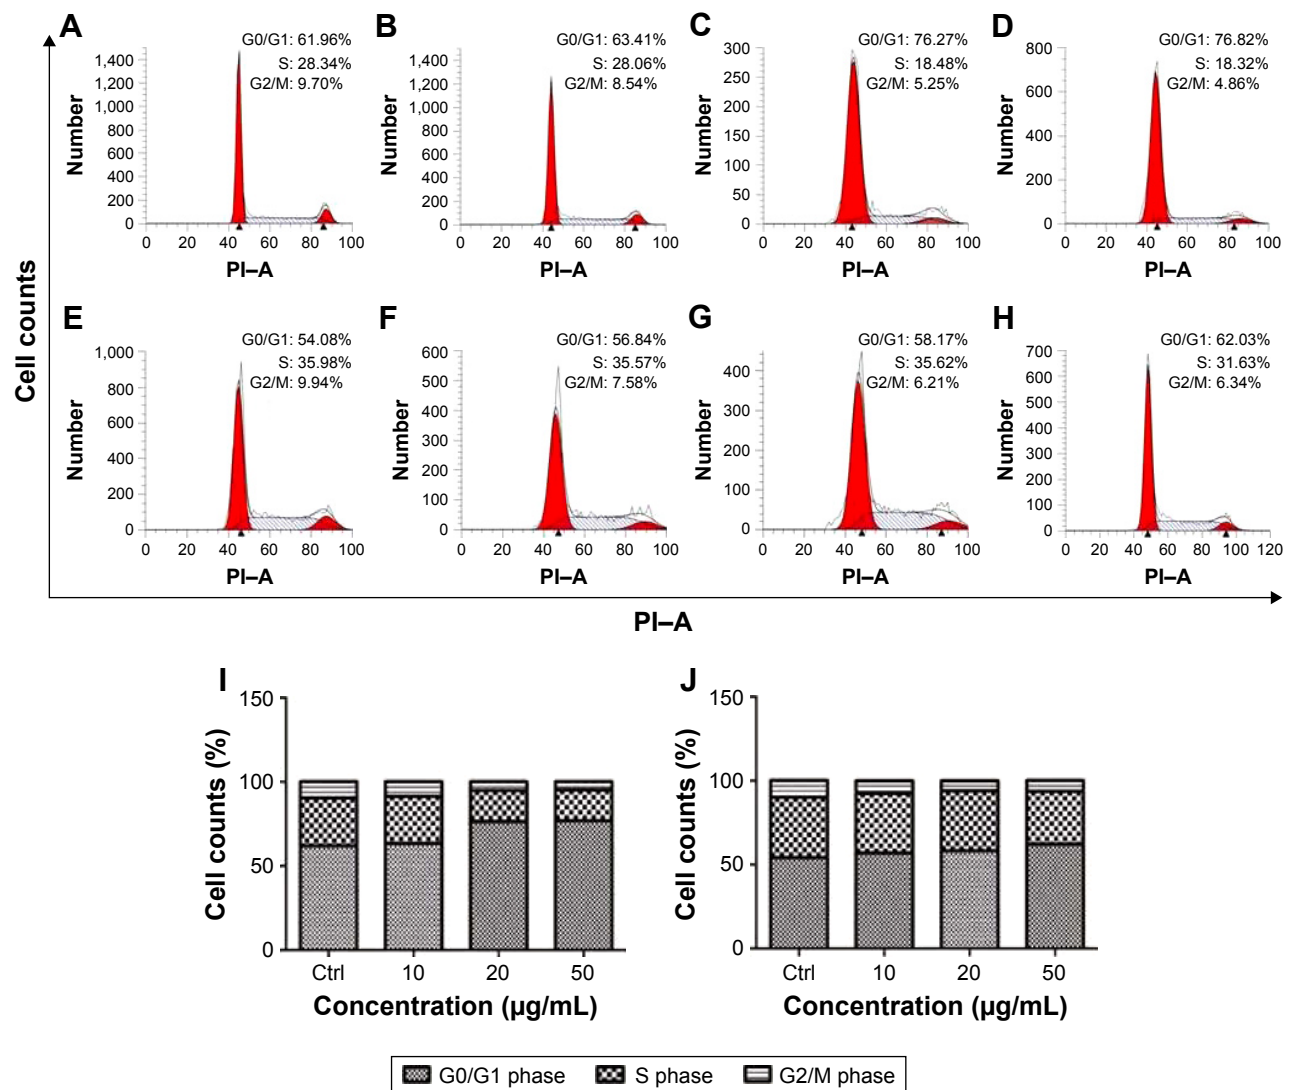 A
G0/G1: 61.96%
S: 28.34%
G2/M: 9.70%
Number
1,400
1,200
1,000
800
600
400
200
0
0 20 40 60 80 100
PI–A
B
G0/G1: 63.41%
S: 28.06%
G2/M: 8.54%
Number
1,400
1,200
1,000
800
600
400
200
0
0 20 40 60 80 100
PI–A
C
G0/G1: 76.27%
S: 18.48%
G2/M: 5.25%
Number
300
250
200
150
100
50
0
0 20 40 60 80 100
PI–A
D
G0/G1: 76.82%
S: 18.32%
G2/M: 4.86%
Number
800
600
400
200
0
0 20 40 60 80 100
PI–A
Cell counts
E
G0/G1: 54.08%
S: 35.98%
G2/M: 9.94%
Number
1,000
800
600
400
200
0
0 20 40 60 80 100
PI–A
F
G0/G1: 56.84%
S: 35.57%
G2/M: 7.58%
Number
600
500
400
300
200
100
0
0 20 40 60 80 100
PI–A
G
G0/G1: 58.17%
S: 35.62%
G2/M: 6.21%
Number
400
300
200
100
0
0 20 40 60 80 100
PI–A
H
G0/G1: 62.03%
S: 31.63%
G2/M: 6.34%
Number
700
600
500
400
300
200
100
0
0 20 40 60 80 100 120
PI–A
PI–A
I
Cell counts (%)
150
100
50
0
Ctrl 10 20 50
Concentration (µg/mL)
J
Cell counts (%)
150
100
50
0
Ctrl 10 20 50
Concentration (µg/mL)
G0/G1 phase S phase G2/M phase